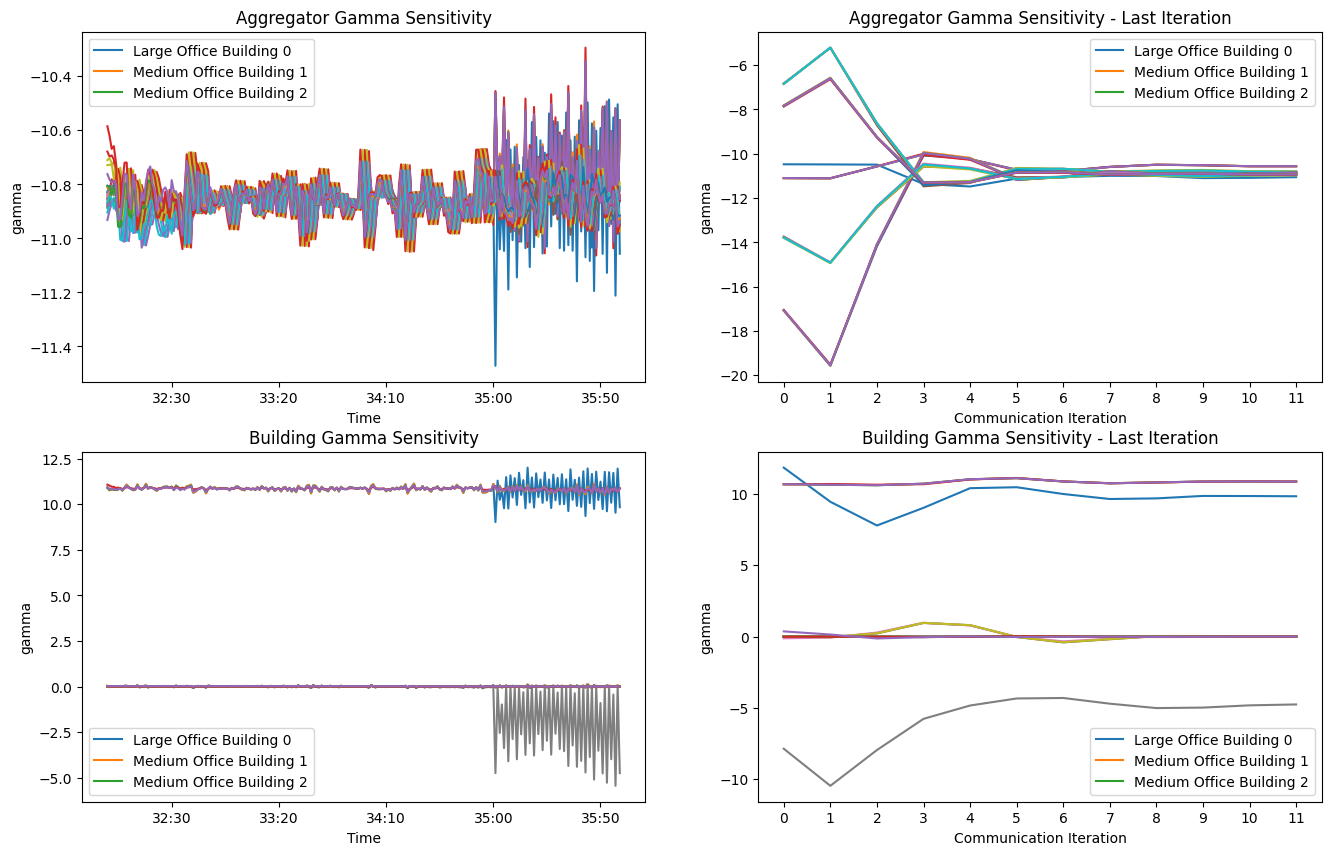 Aggregator Gamma Sensitivity
Large Office Building 0
Medium Office Building 1
Medium Office Building 2
−10.4
−10.6
−10.8
−11.0
−11.2
−11.4
gamma
32:30
33:20
34:10
35:00
35:50
Time
Aggregator Gamma Sensitivity - Last Iteration
Large Office Building 0
Medium Office Building 1
Medium Office Building 2
−6
−8
−10
−12
−14
−16
−18
−20
gamma
0 1 2 3 4 5 6 7 8 9 10 11
Communication Iteration
Building Gamma Sensitivity
12.5
10.0
7.5
5.0
2.5
0.0
−2.5
−5.0
gamma
Large Office Building 0
Medium Office Building 1
Medium Office Building 2
32:30
33:20
34:10
35:00
35:50
Time
Building Gamma Sensitivity - Last Iteration
10
5
0
−5
−10
gamma
Large Office Building 0
Medium Office Building 1
Medium Office Building 2
0 1 2 3 4 5 6 7 8 9 10 11
Communication Iteration